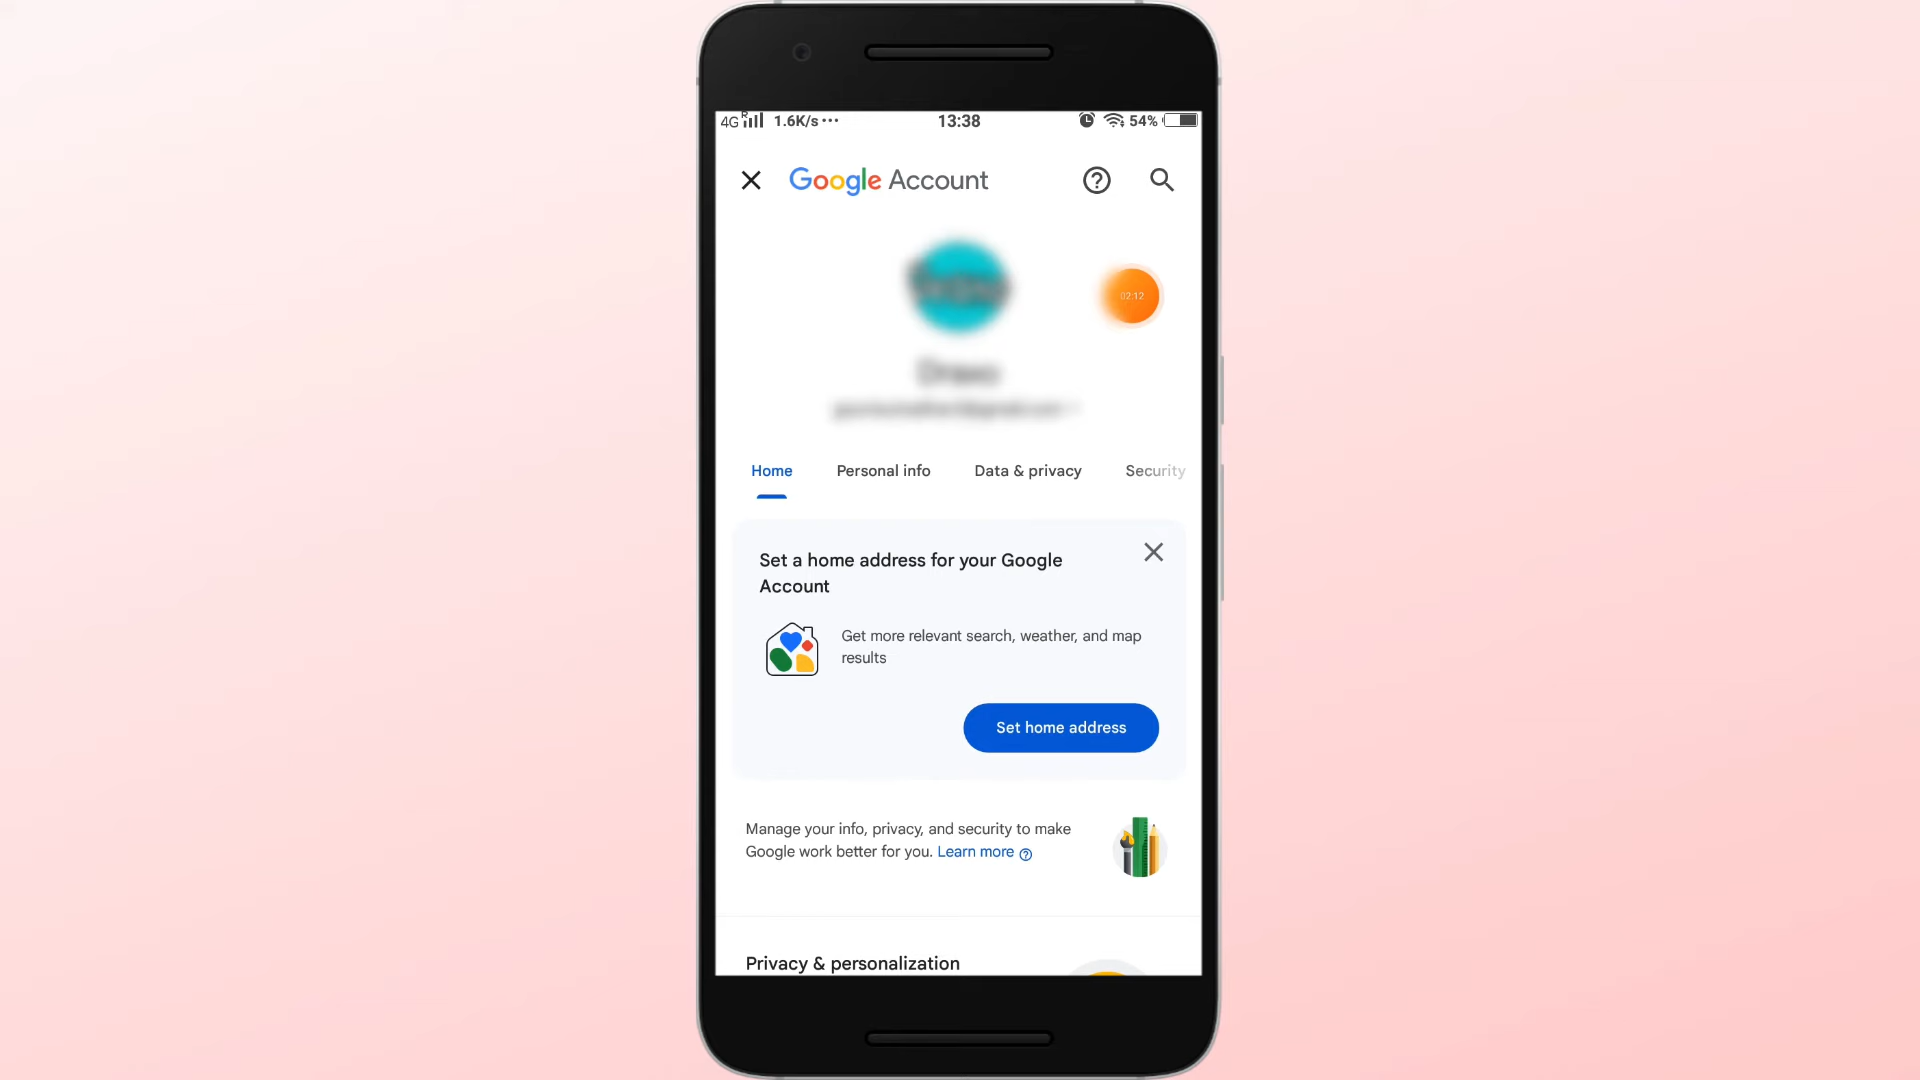 4G R 1.6K/s ••• 13:38 54%
Google Account
02:12
Home Personal info Data & privacy Security
Set a home address for your Google
Account
Get more relevant search, weather, and map
results
Set home address
Manage your info, privacy, and security to make
Google work better for you. Learn more
Privacy & personalization